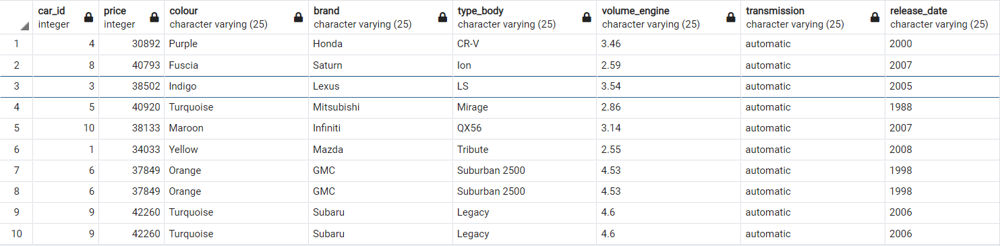 car_id price colour brand type_body volume_engine transmission release_date
integer integer character varying (25) character varying (25) character varying (25) character varying (25) character varying (25) character varying (25)
1 4 30892 Purple Honda CR-V 3.46 automatic 2000
2 8 40793 Fuscia Saturn Ion 2.59 automatic 2007
3 3 38502 Indigo Lexus LS 3.54 automatic 2005
4 5 40920 Turquoise Mitsubishi Mirage 2.86 automatic 1988
5 10 38133 Maroon Infiniti QX56 3.14 automatic 2007
6 1 34033 Yellow Mazda Tribute 2.55 automatic 2008
7 6 37849 Orange GMC Suburban 2500 4.53 automatic 1998
8 6 37849 Orange GMC Suburban 2500 4.53 automatic 1998
9 9 42260 Turquoise Subaru Legacy 4.6 automatic 2006
10 9 42260 Turquoise Subaru Legacy 4.6 automatic 2006